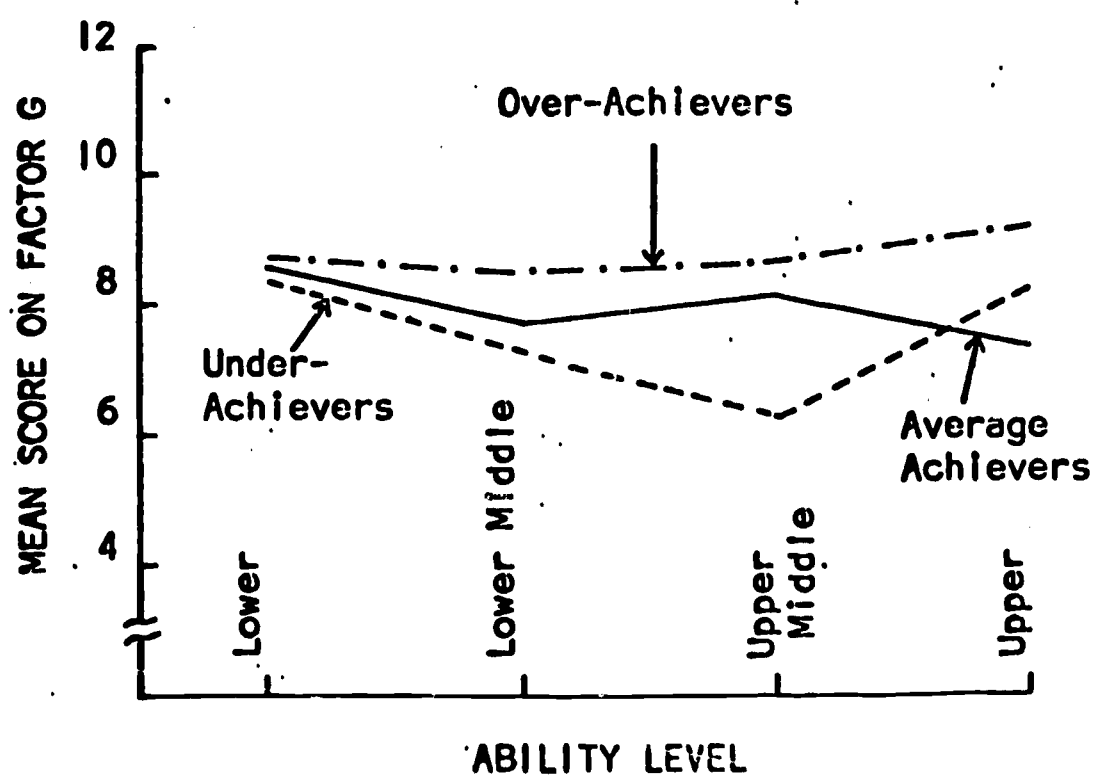 12
10
8
6
4
MEAN SCORE ON FACTOR G
Over-Achievers
Under-
Achievers
Average
Achievers
Lower
Lower Middle
Upper
Middle
Upper
ABILITY LEVEL